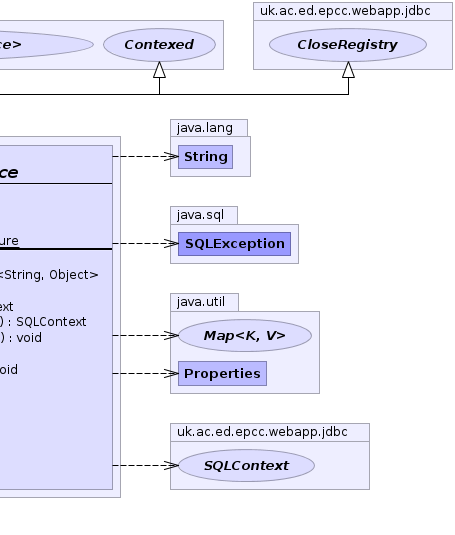 uk.ac.ed.epcc.webapp.jdbc
ce>
Contexed
CloseRegistry
java.lang
String
ce
java.sql
ure
SQLException
<String, Object>
java.util
ext
) : SQLContext
) : void
Map<K, V>
oid
Properties
uk.ac.ed.epcc.webapp.jdbc
SQLContext